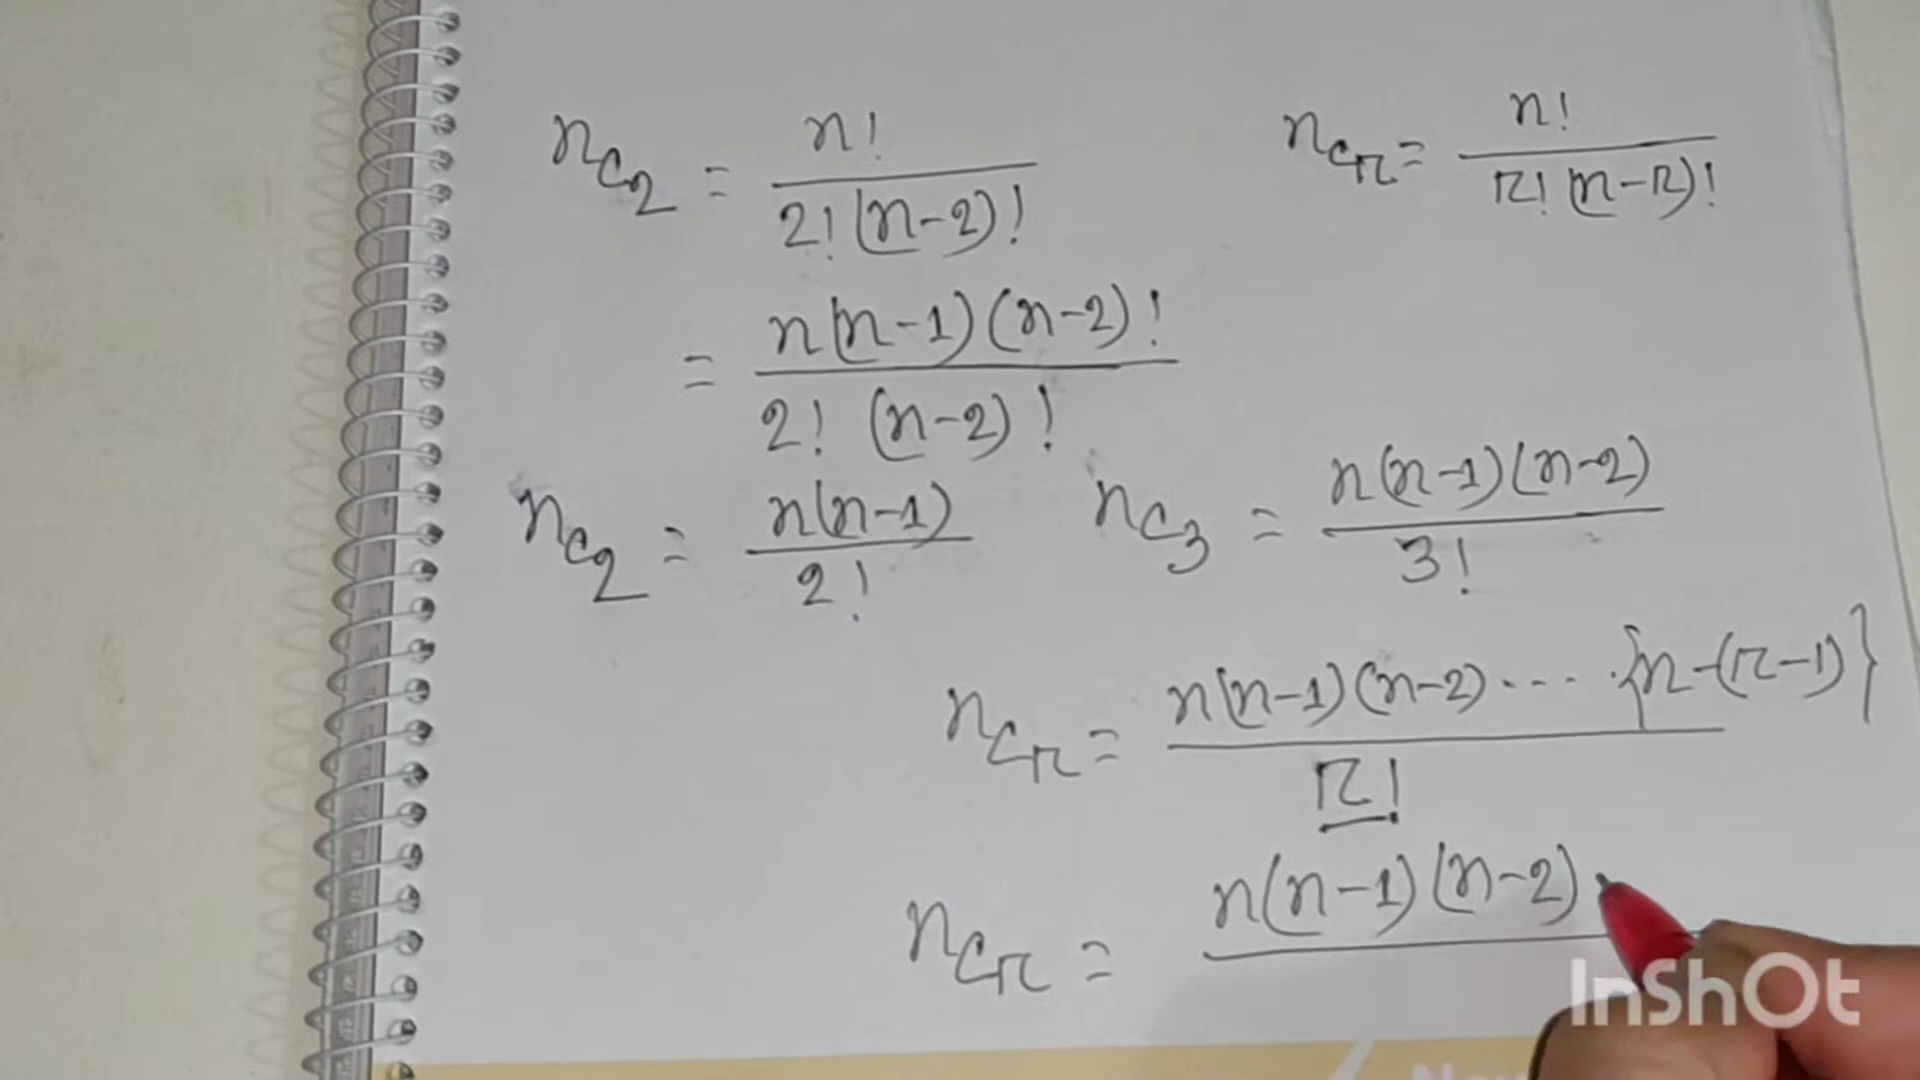 nc₂ = n! / 2!(n-2)!
ncr = n! / r!(n-r)!
= n(n-1)(n-2)! / 2! (n-2)!
nc₂ = n(n-1) / 2!
nc₃ = n(n-1)(n-2) / 3!
ncr = n(n-1)(n-2)....{n-(r-1)} / r!
ncr = n(n-1)(n-2)
InShOt